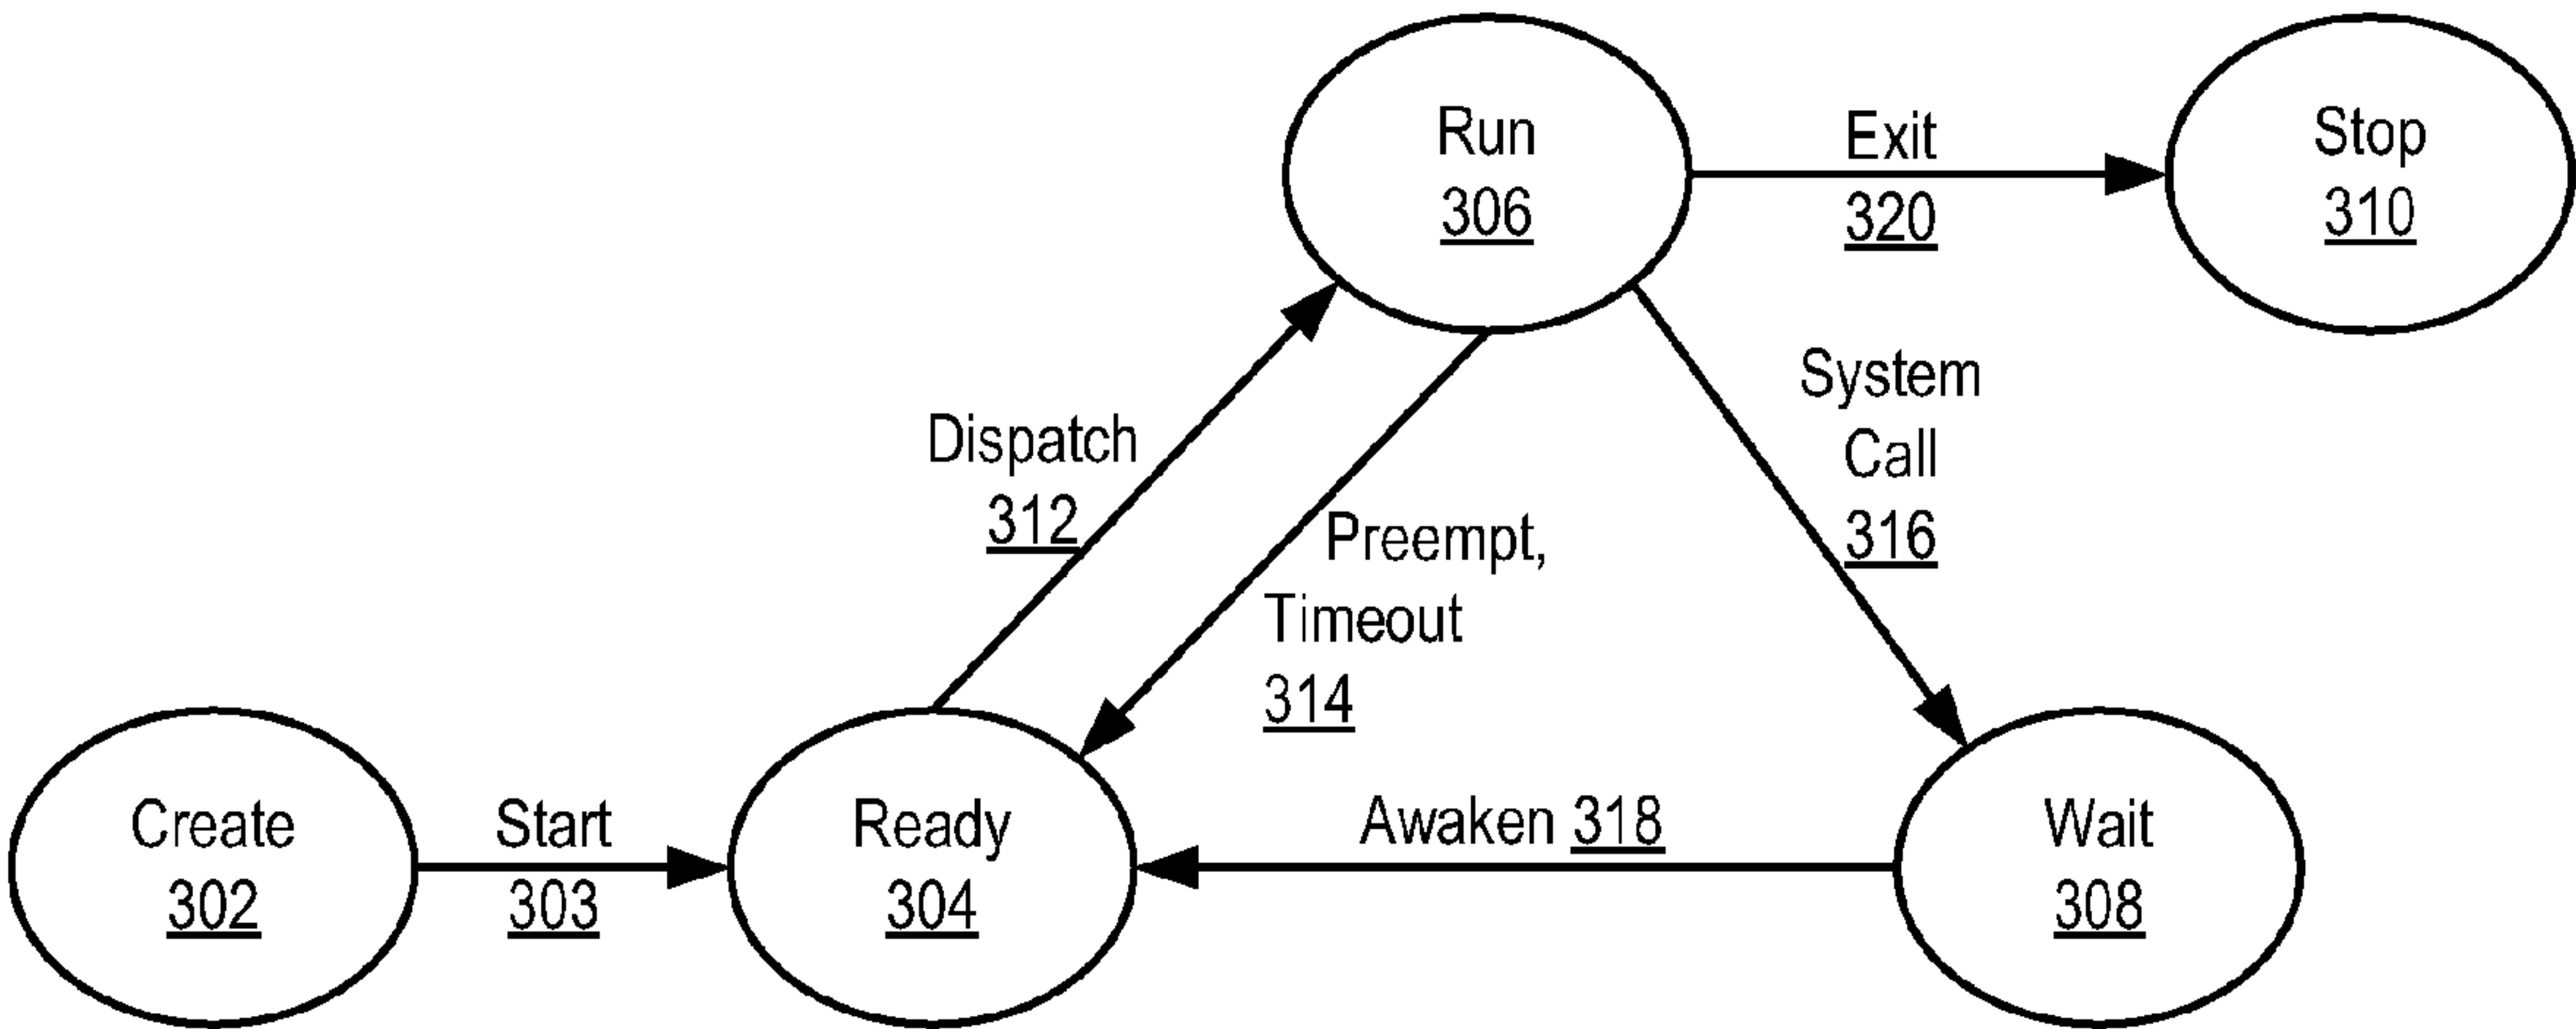 Run
306
Exit
320
Stop
310
Dispatch
312
Preempt,
Timeout
314
System
Call
316
Create
302
Start
303
Ready
304
Awaken 318
Wait
308